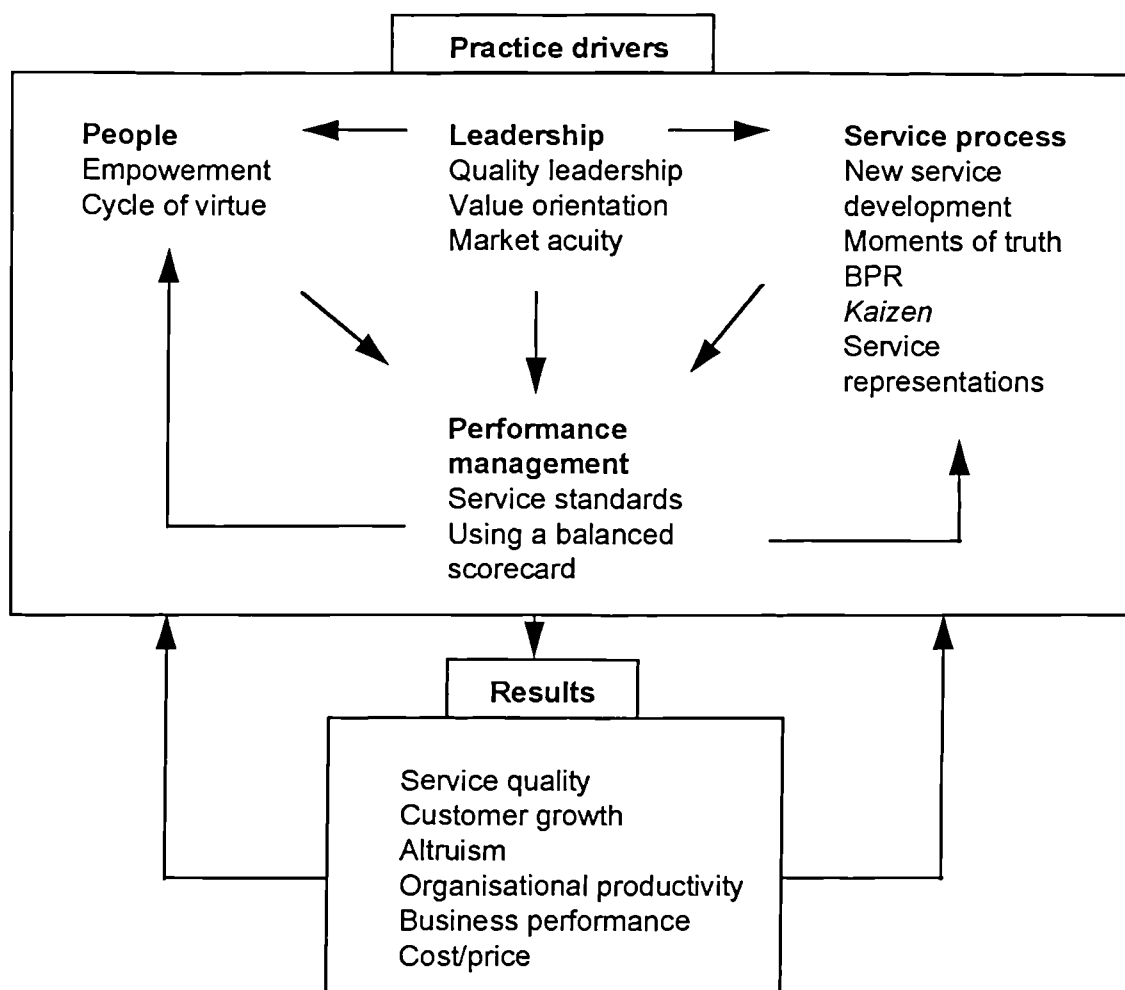 Practice drivers
People
Empowerment
Cycle of virtue
Leadership
Quality leadership
Value orientation
Market acuity
Service process
New service
development
Moments of truth
BPR
Kaizen
Service
representations
Performance
management
Service standards
Using a balanced
scorecard
Results
Service quality
Customer growth
Altruism
Organisational productivity
Business performance
Cost/price